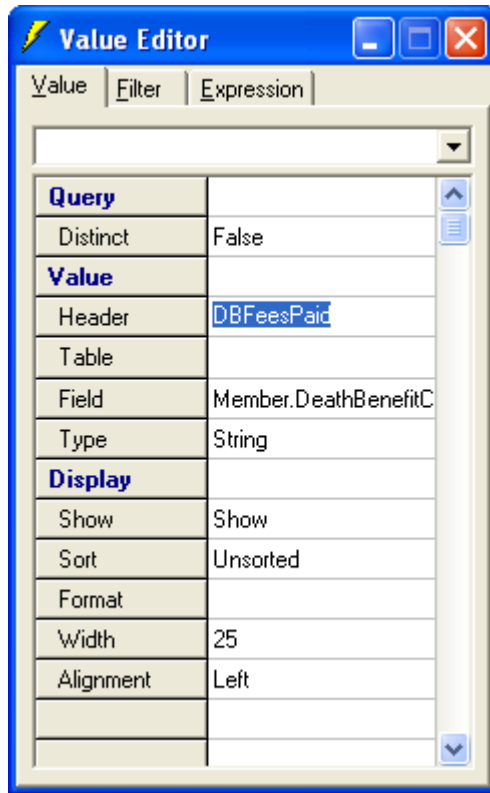 Value Editor
Value Filter Expression
Query
Distinct False
Value
Header DBFeesPaid
Table
Field Member.DeathBenefitC
Type String
Display
Show Show
Sort Unsorted
Format
Width 25
Alignment Left